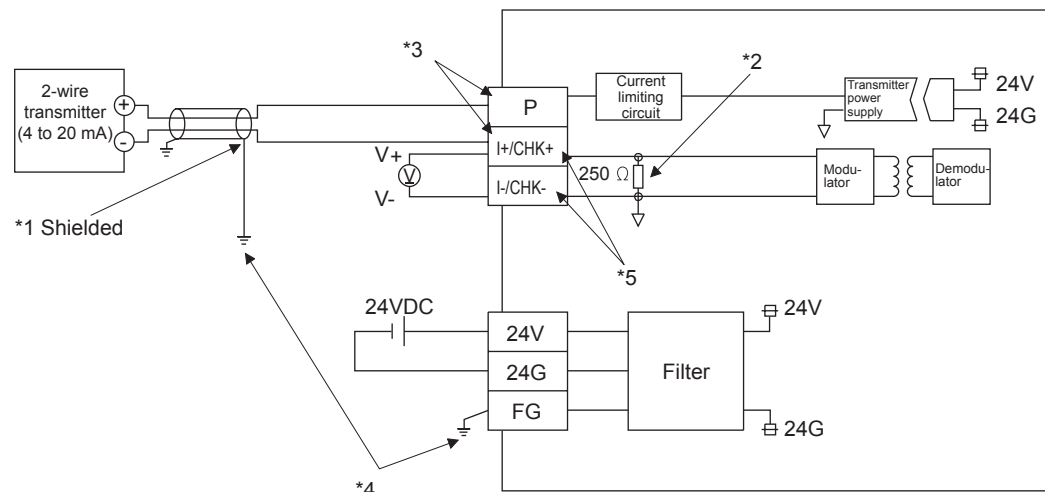 *3
*2
2-wire
transmitter
(4 to 20 mA)
+
-
P
Current
limiting
circuit
Transmitter
power
supply
24V
24G
V+
V
V-
I+/CHK+
I-/CHK-
250 Ω
Modu-
lator
Demodu-
lator
*1 Shielded
*5
24VDC
24V
24G
FG
Filter
24V
24G
*4